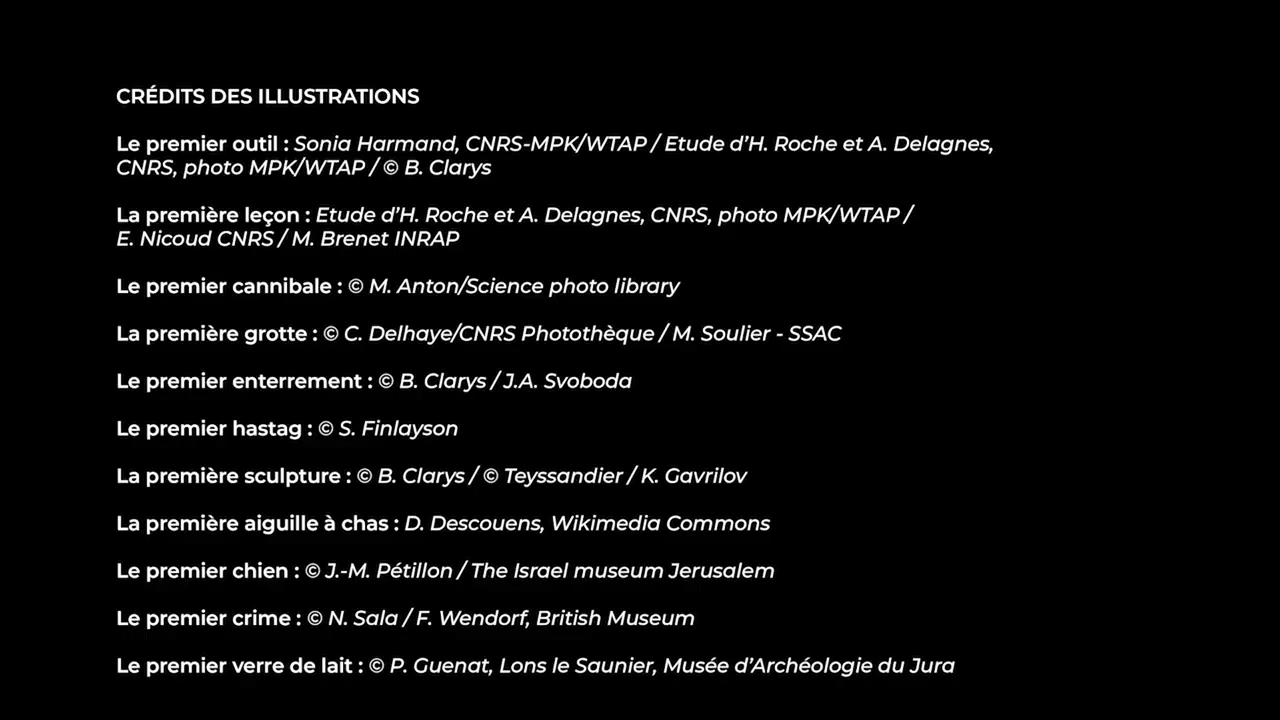 CRÉDITS DES ILLUSTRATIONS
Le premier outil : Sonia Harmand, CNRS-MPK/WTAP / Etude d'H. Roche et A. Delagnes,
CNRS, photo MPK/WTAP / © B. Clarys
La première leçon : Etude d'H. Roche et A. Delagnes, CNRS, photo MPK/WTAP /
E. Nicoud CNRS / M. Brenet INRAP
Le premier cannibale : © M. Anton/Science photo library
La première grotte : © C. Delhaye/CNRS Photothèque / M. Soulier - SSAC
Le premier enterrement : © B. Clarys / J.A. Svoboda
Le premier hastag : © S. Finlayson
La première sculpture : © B. Clarys / © Teyssandier / K. Gavrilov
La première aiguille à chas : D. Descouens, Wikimedia Commons
Le premier chien : © J.-M. Pétillon / The Israel museum Jerusalem
Le premier crime : © N. Sala / F. Wendorf, British Museum
Le premier verre de lait : © P. Guenat, Lons le Saunier, Musée d'Archéologie du Jura